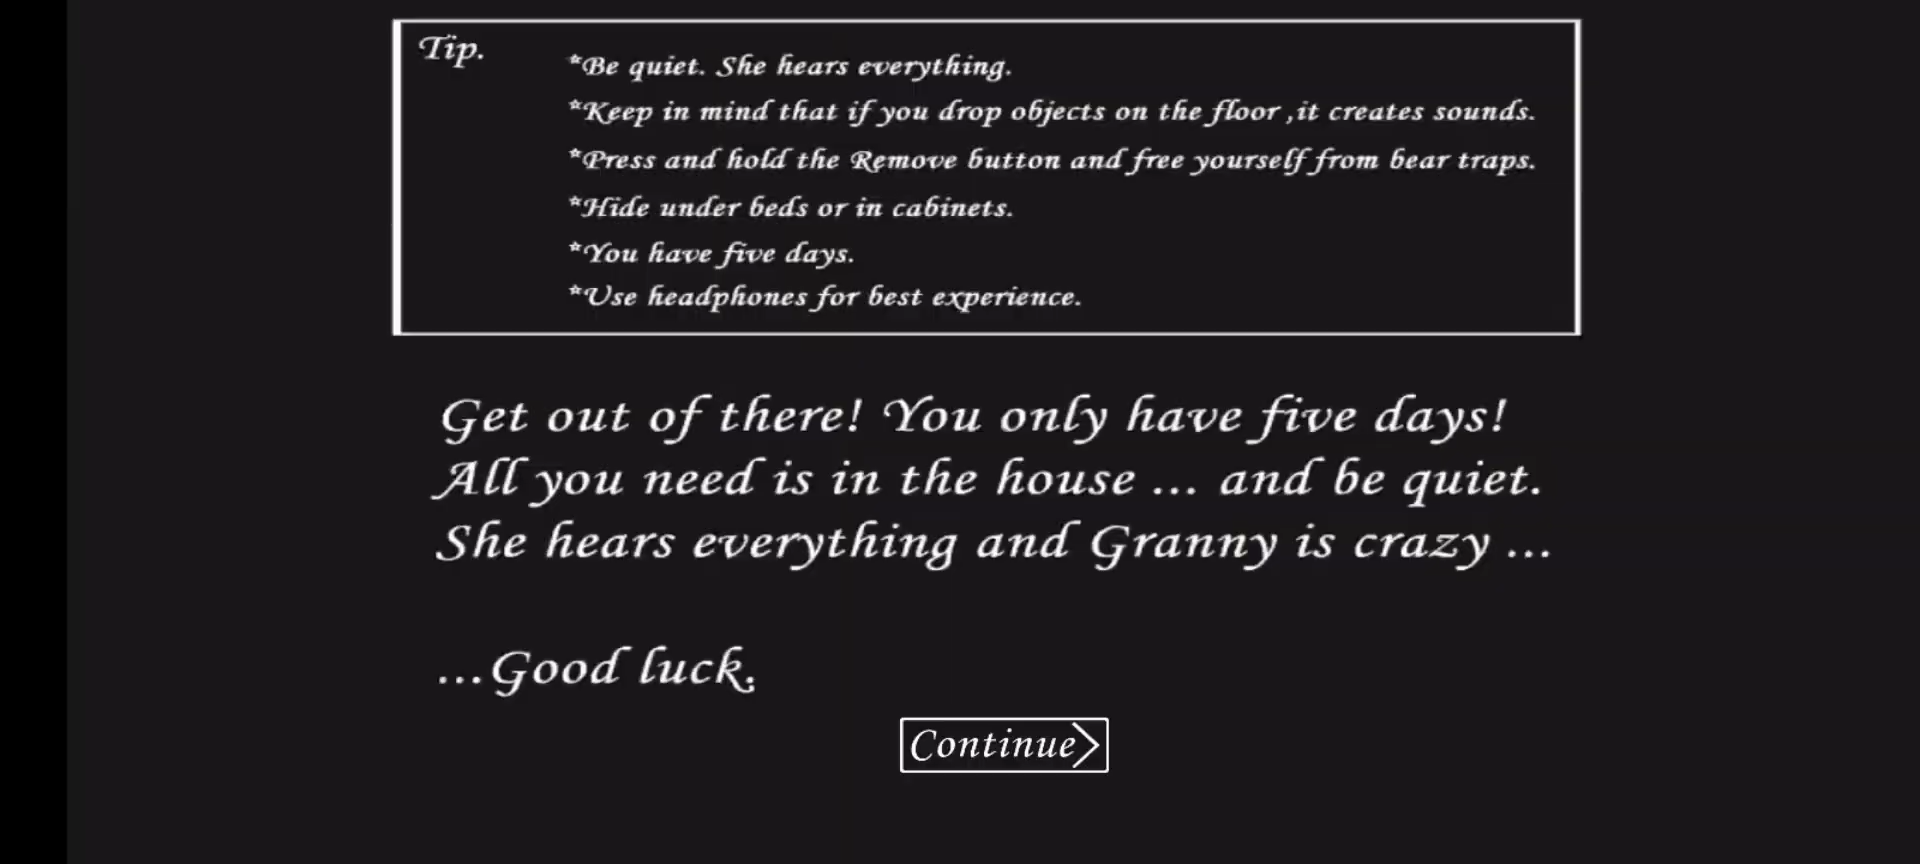 Tip.
*Be quiet. She hears everything.
*Keep in mind that if you drop objects on the floor ,it creates sounds.
*Press and hold the Remove button and free yourself from bear traps.
*Hide under beds or in cabinets.
*You have five days.
*Use headphones for best experience.
Get out of there! You only have five days!
All you need is in the house ... and be quiet.
She hears everything and Granny is crazy ...
...Good luck.
Continue>